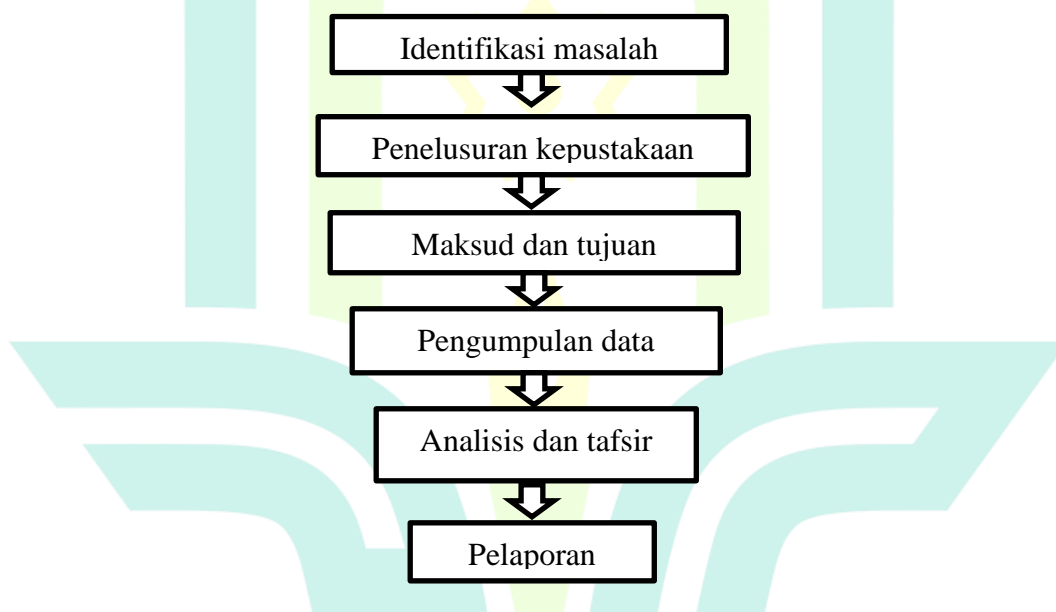 Identifikasi masalah
Penelusuran kepustakaan
Maksud dan tujuan
Pengumpulan data
Analisis dan tafsir
Pelaporan